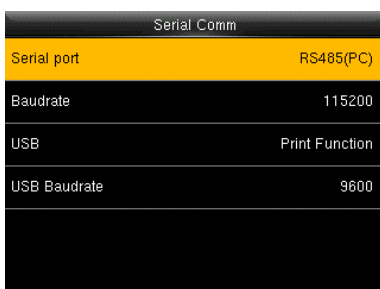 Serial Comm
Serial port RS485(PC)
Baudrate 115200
USB Print Function
USB Baudrate 9600